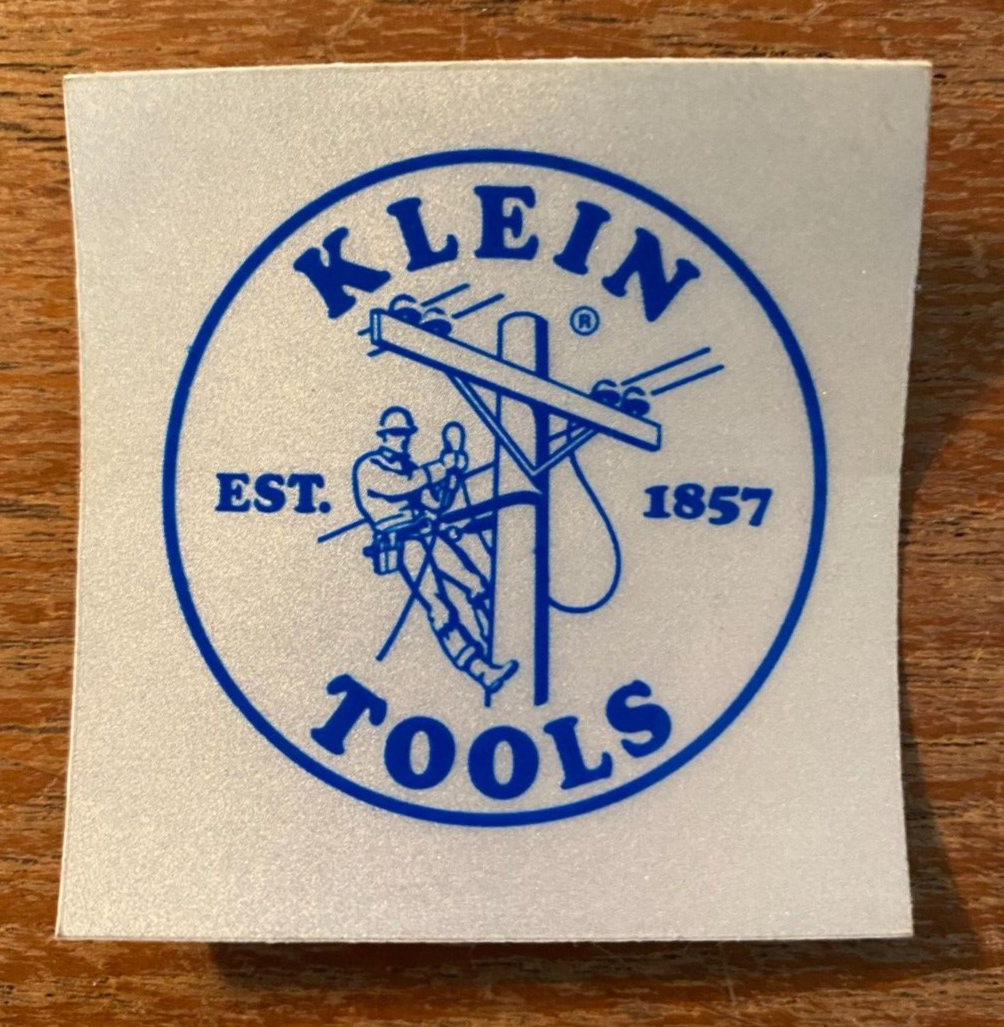 KLEIN
®
EST. 1857
TOOLS